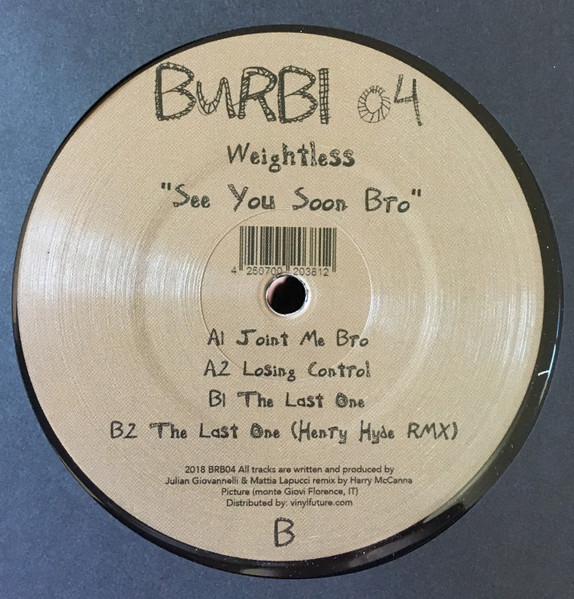 BURBI 04
Weightless
"See You Soon Bro"
4 260700 203812
A1 Joint Me Bro
A2 Losing Control
B1 The Last One
B2 The Last One (Henry Hyde RMX)
2018 BRB04 All tracks are written and produced by
Julian Giovannelli & Mattia Lapucci remix by Harry McCanna
Picture (monte Giovi Florence, IT)
Distributed by: vinylfuture.com
B